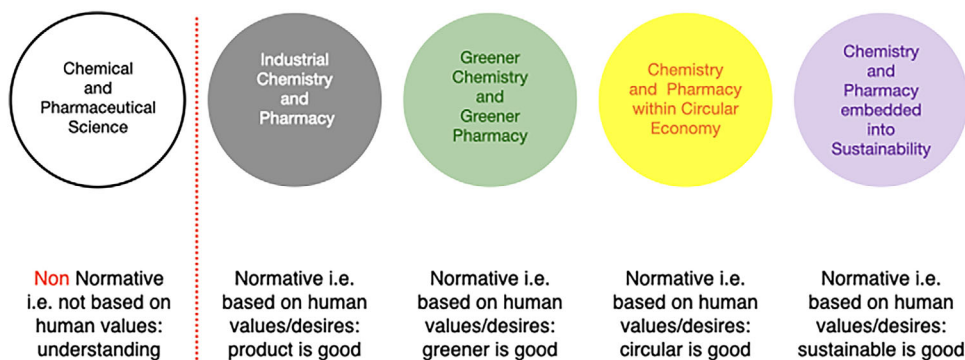 Chemical
and
Pharmaceutical
Science
Industrial
Chemistry
and
Pharmacy
Greener
Chemistry
and
Greener
Pharmacy
Chemistry
and Pharmacy
within Circular
Economy
Chemistry
and
Pharmacy
embedded
into
Sustainability
Non Normative
i.e. not based on
human values:
understanding
Normative i.e.
based on human
values/desires:
product is good
Normative i.e.
based on human
values/desires:
greener is good
Normative i.e.
based on human
values/desires:
circular is good
Normative i.e.
based on human
values/desires:
sustainable is good